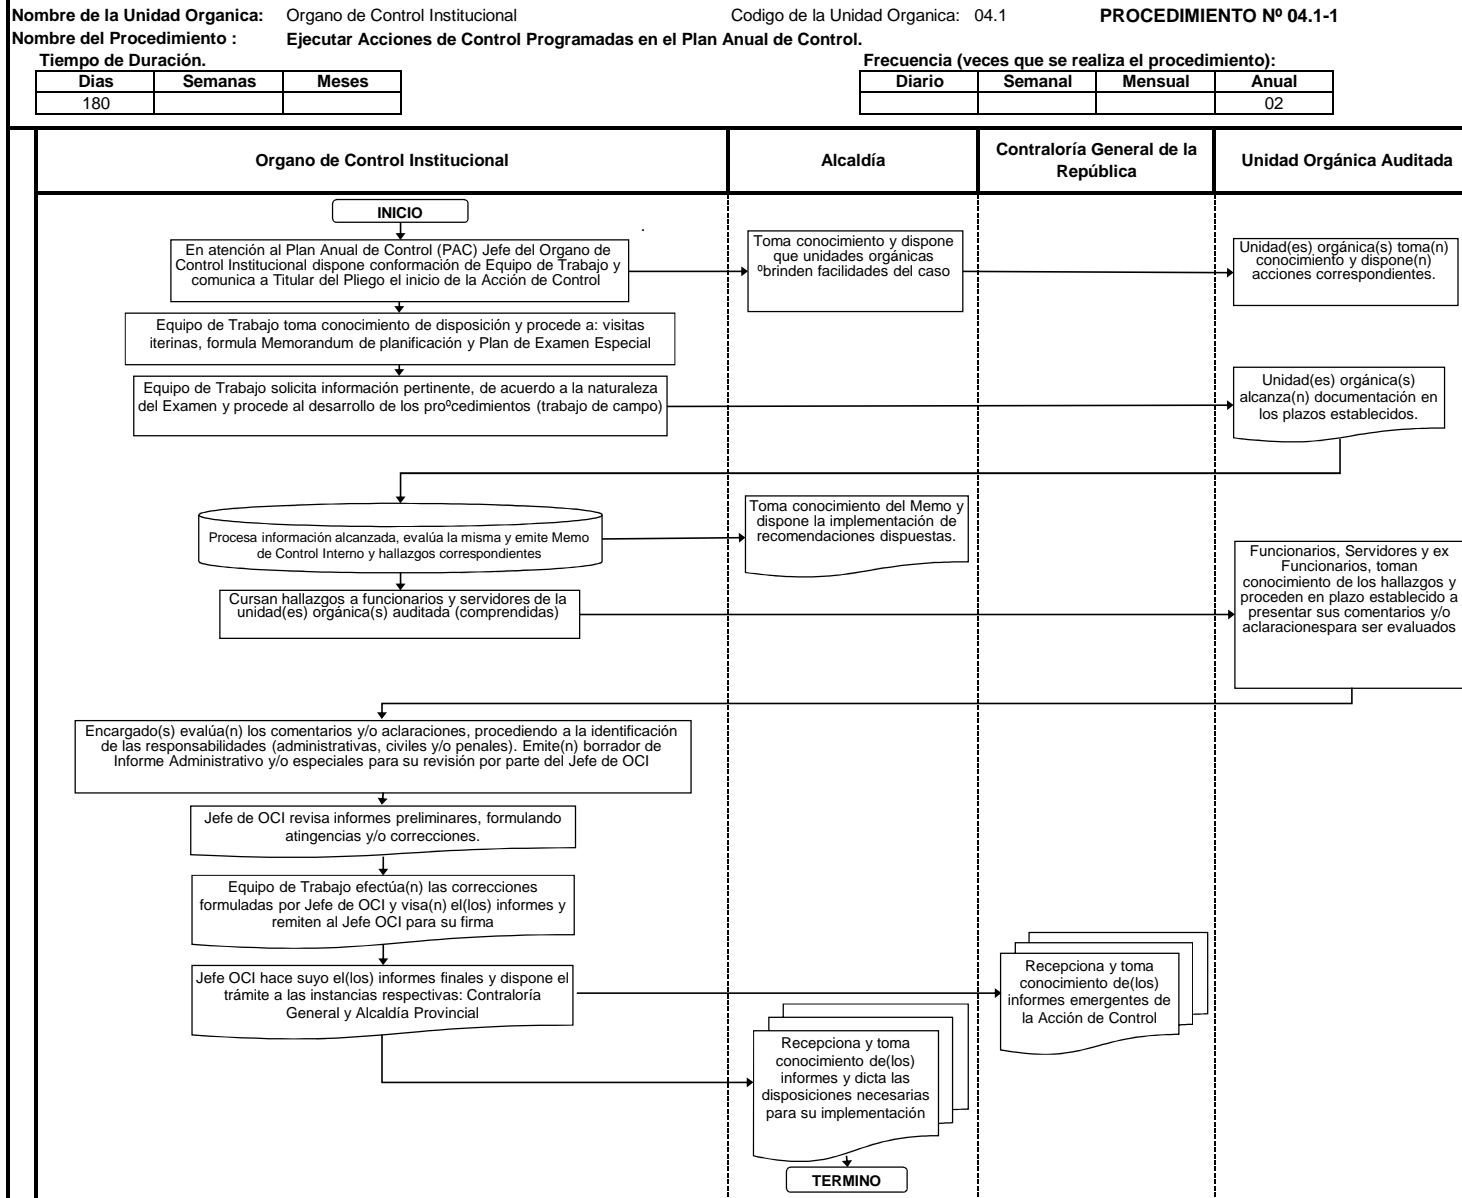 Nombre de la Unidad Organica: Organo de Control Institucional Codigo de la Unidad Organica: 04.1 PROCEDIMIENTO Nº 04.1-1
Nombre del Procedimiento : Ejecutar Acciones de Control Programadas en el Plan Anual de Control.
Tiempo de Duración. Frecuencia (veces que se realiza el procedimiento):
Dias Semanas Meses Diario Semanal Mensual Anual
180 02
Organo de Control Institucional
Alcaldía
Contraloría General de la
República
Unidad Orgánica Auditada
INICIO
En atención al Plan Anual de Control (PAC) Jefe del Organo de
Control Institucional dispone conformación de Equipo de Trabajo y
comunica a Titular del Pliego el inicio de la Acción de Control
Toma conocimiento y dispone
que unidades orgánicas
ºbrinden facilidades del caso
Unidad(es) orgánica(s) toma(n)
conocimiento y dispone(n)
acciones correspondientes.
Equipo de Trabajo toma conocimiento de disposición y procede a: visitas
iterinas, formula Memorandum de planificación y Plan de Examen Especial
Equipo de Trabajo solicita información pertinente, de acuerdo a la naturaleza
del Examen y procede al desarrollo de los proºcedimientos (trabajo de campo)
Unidad(es) orgánica(s)
alcanza(n) documentación en
los plazos establecidos.
Procesa información alcanzada, evalúa la misma y emite Memo
de Control Interno y hallazgos correspondientes
Toma conocimiento del Memo y
dispone la implementación de
recomendaciones dispuestas.
Cursan hallazgos a funcionarios y servidores de la
unidad(es) orgánica(s) auditada (comprendidas)
Funcionarios, Servidores y ex
Funcionarios, toman
conocimiento de los hallazgos y
proceden en plazo establecido a
presentar sus comentarios y/o
aclaracionespara ser evaluados
Encargado(s) evalúa(n) los comentarios y/o aclaraciones, procediendo a la identificación
de las responsabilidades (administrativas, civiles y/o penales). Emite(n) borrador de
Informe Administrativo y/o especiales para su revisión por parte del Jefe de OCI
Jefe de OCI revisa informes preliminares, formulando
atingencias y/o correcciones.
Equipo de Trabajo efectúa(n) las correcciones
formuladas por Jefe de OCI y visa(n) el(los) informes y
remiten al Jefe OCI para su firma
Jefe OCI hace suyo el(los) informes finales y dispone el
trámite a las instancias respectivas: Contraloría
General y Alcaldía Provincial
Recepciona y toma
conocimiento de(los)
informes emergentes de
la Acción de Control
Recepciona y toma
conocimiento de(los)
informes y dicta las
disposiciones necesarias
para su implementación
TERMINO